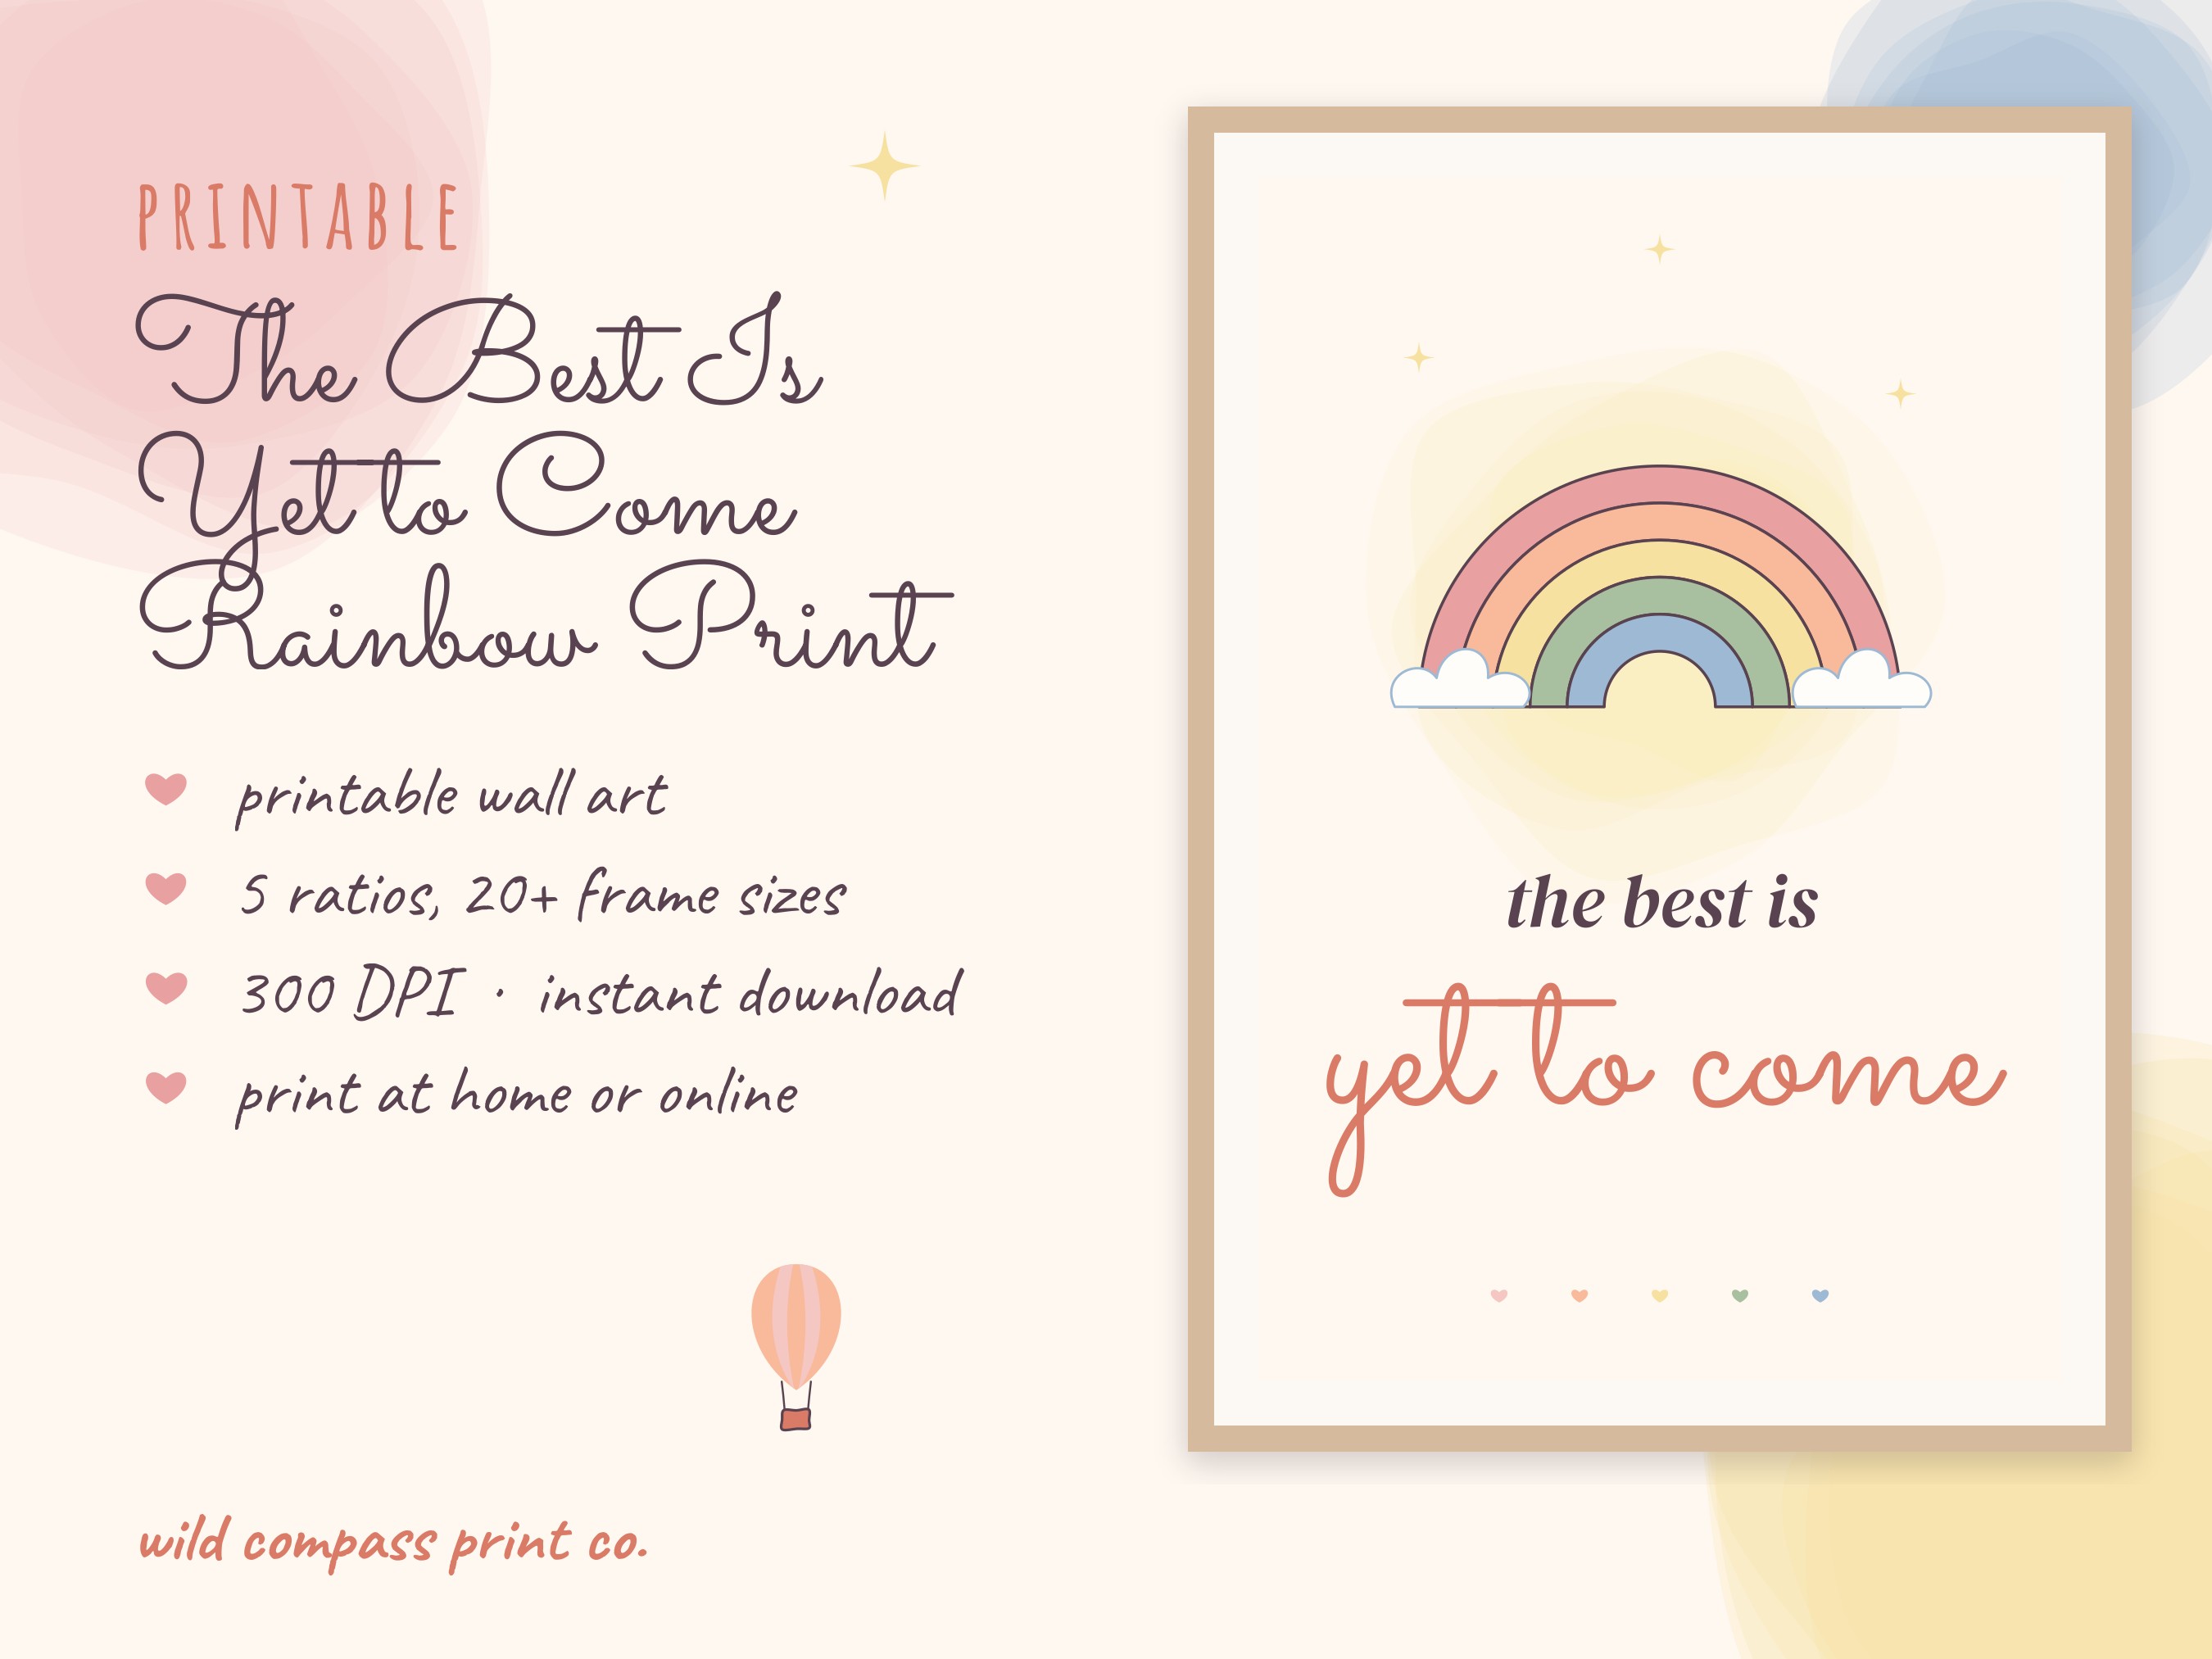 PRINTABLE
The Best Is
Yet to Come
Rainbow Print
printable wall art
5 ratios, 20+ frame sizes
300 DPI · instant download
print at home or online
wild compass print co.
the best is
yet to come